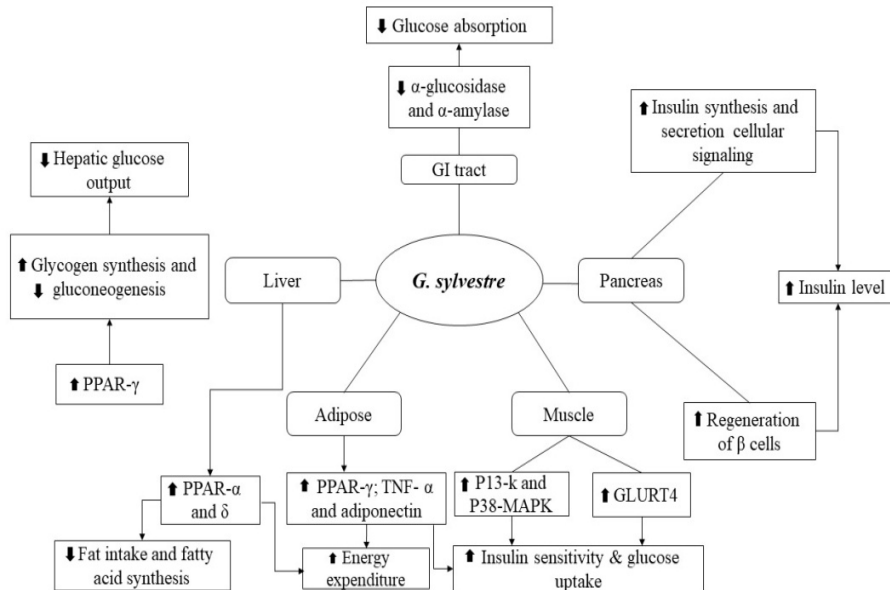 ⬇ Glucose absorption
⬇ α-glucosidase
and α-amylase
GI tract
⬆ Insulin synthesis and
secretion cellular
signaling
⬇ Hepatic glucose
output
⬆ Glycogen synthesis and
⬇ gluconeogenesis
Liver
G. sylvestre
Pancreas
⬆ Insulin level
⬆ PPAR-γ
Adipose
Muscle
⬆ Regeneration
of β cells
⬆ PPAR-α
and δ
⬆ PPAR-γ; TNF- α
and adiponectin
⬆ P13-k and
P38-MAPK
⬆ GLURT4
⬇ Fat intake and fatty
acid synthesis
⬆ Energy
expenditure
⬆ Insulin sensitivity & glucose
uptake